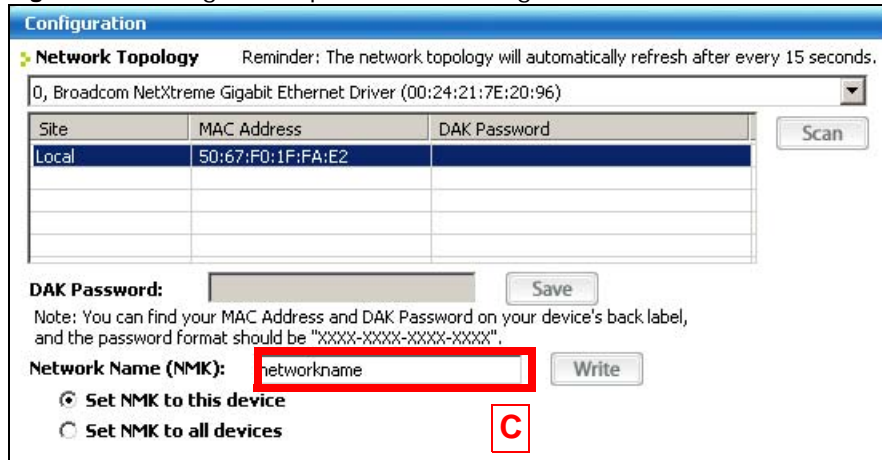 Configuration
Network Topology Reminder: The network topology will automatically refresh after every 15 seconds.
0, Broadcom NetXtreme Gigabit Ethernet Driver (00:24:21:7E:20:96)
Site MAC Address DAK Password Scan
Local 50:67:F0:1F:FA:E2
DAK Password: Save
Note: You can find your MAC Address and DAK Password on your device's back label,
and the password format should be "XXXX-XXXX-XXXX-XXXX".
Network Name (NMK): networkname Write
Set NMK to this device
Set NMK to all devices
C